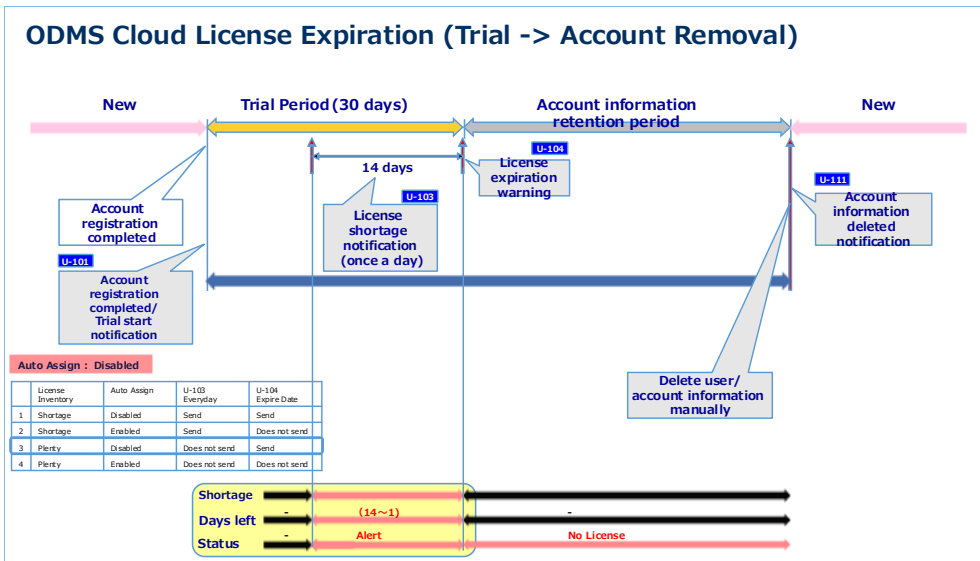 ODMS Cloud License Expiration (Trial -> Account Removal)
New
Trial Period (30 days)
Account information
retention period
New
14 days
U-104
License
expiration
warning
U-103
License
shortage
notification
(once a day)
U-111
Account
information
deleted
notification
Account
registration
completed
U-101
Account
registration
completed/
Trial start
notification
Auto Assign : Disabled
Delete user/
account information
manually
License Inventory Auto Assign U-103 Everyday U-104 Expire Date
1 Shortage Disabled Send Send
2 Shortage Enabled Send Does not send
3 Plenty Disabled Does not send Send
4 Plenty Enabled Does not send Does not send
Shortage
Days left - (14～1) -
Status - Alert No License